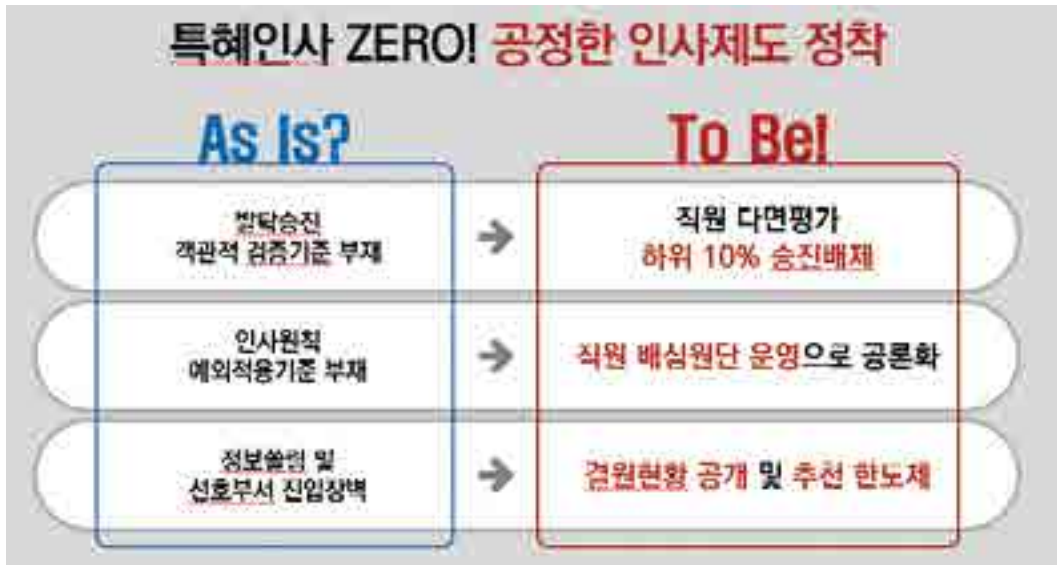 특혜인사 ZERO! 공정한 인사제도 정착
As Is?
To Be!
발탁승진
객관적 검증기준 부재
직원 다면평가
하위 10% 승진배제
인사원칙
예외적용기준 부재
직원 배심원단 운영으로 공론화
정보쏠림 및
선호부서 진입장벽
결원현황 공개 및 추천 한도제